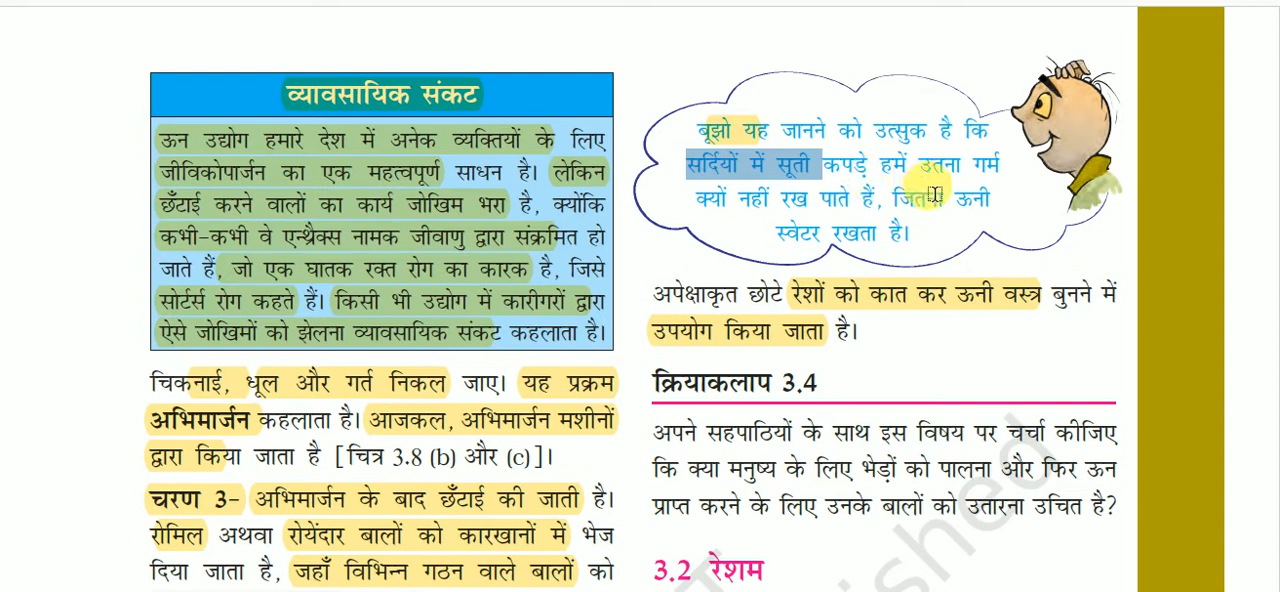 व्यावसायिक संकट
ऊन उद्योग हमारे देश में अनेक व्यक्तियों के लिए
जीविकोपार्जन का एक महत्वपूर्ण साधन है। लेकिन
छँटाई करने वालों का कार्य जोखिम भरा है, क्योंकि
कभी-कभी वे एन्थ्रैक्स नामक जीवाणु द्वारा संक्रमित हो
जाते हैं, जो एक घातक रक्त रोग का कारक है, जिसे
सोर्टर्स रोग कहते हैं। किसी भी उद्योग में कारीगरों द्वारा
ऐसे जोखिमों को झेलना व्यावसायिक संकट कहलाता है।
चिकनाई, धूल और गर्त निकल जाए। यह प्रक्रम
अभिमार्जन कहलाता है। आजकल, अभिमार्जन मशीनों
द्वारा किया जाता है [चित्र 3.8 (b) और (c)]।
चरण 3- अभिमार्जन के बाद छँटाई की जाती है।
रोमिल अथवा रोयेंदार बालों को कारखानों में भेज
दिया जाता है, जहाँ विभिन्न गठन वाले बालों को
बूझो यह जानने को उत्सुक है कि
सर्दियों में सूती कपड़े हमें उतना गर्म
क्यों नहीं रख पाते हैं, जितना ऊनी
स्वेटर रखता है।
अपेक्षाकृत छोटे रेशों को कात कर ऊनी वस्त्र बुनने में
उपयोग किया जाता है।
क्रियाकलाप 3.4
अपने सहपाठियों के साथ इस विषय पर चर्चा कीजिए
कि क्या मनुष्य के लिए भेड़ों को पालना और फिर ऊन
प्राप्त करने के लिए उनके बालों को उतारना उचित है?
3.2 रेशम